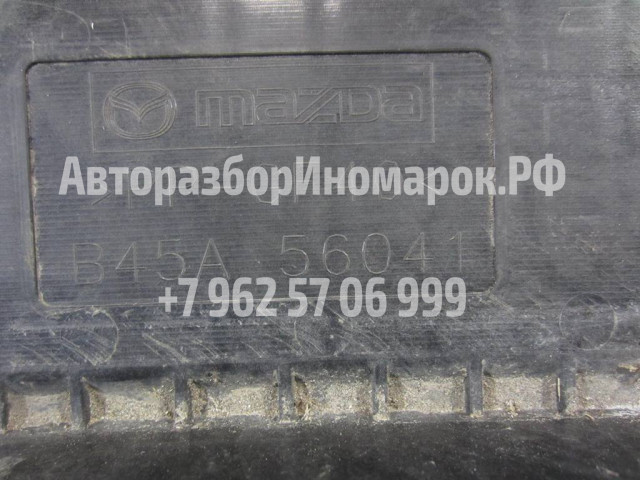 mazda
АвторазборИномарок.РФ
B45A 56041
+7 962 57 06 999